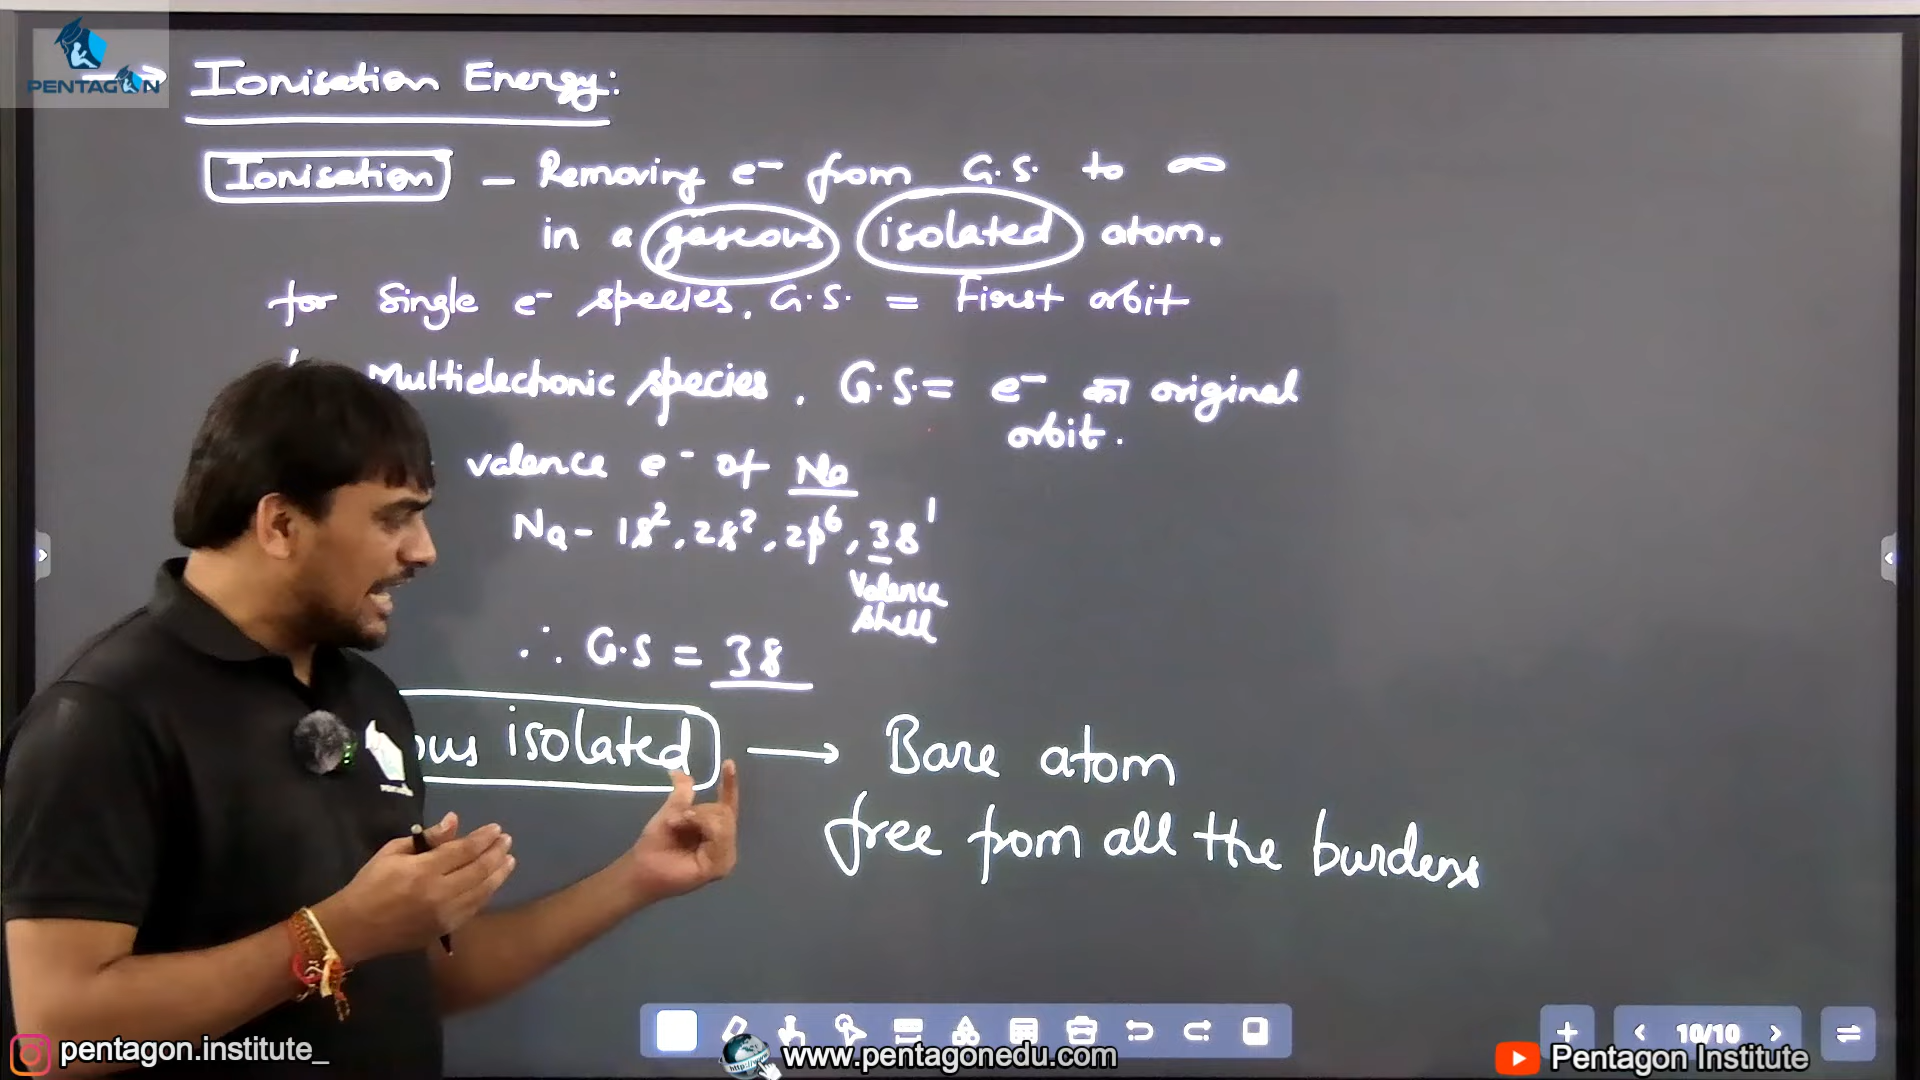 PENTAGON
→ Ionisation Energy:
Ionisation - Removing e⁻ from G.S. to ∞
in a gaseous isolated atom.
for single e⁻ species, G.S. = First orbit
Multielectronic species, G.S. = e⁻ का original
orbit.
valence e⁻ of Na
Na - 1s², 2s², 2p⁶, 3s¹
Valence
shell
∴ G.S = 3s
ous isolated → Bare atom
free from all the burdens
10/10
pentagon.institute_
http://www
www.pentagonedu.com
Pentagon Institute